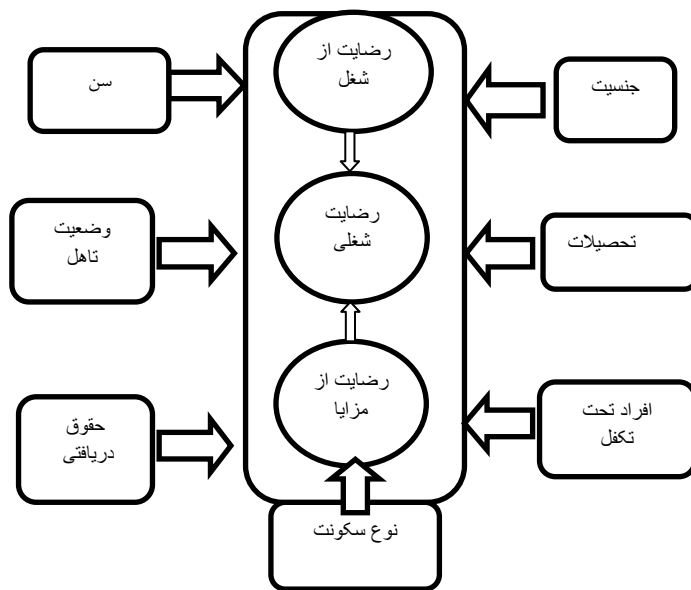 رضایت از
شغل
جنسیت
سن
رضایت
شغلی
تحصیلات
وضعیت
تاهل
رضایت از
مزایا
افراد تحت
تکفل
حقوق
دریافتی
نوع سکونت